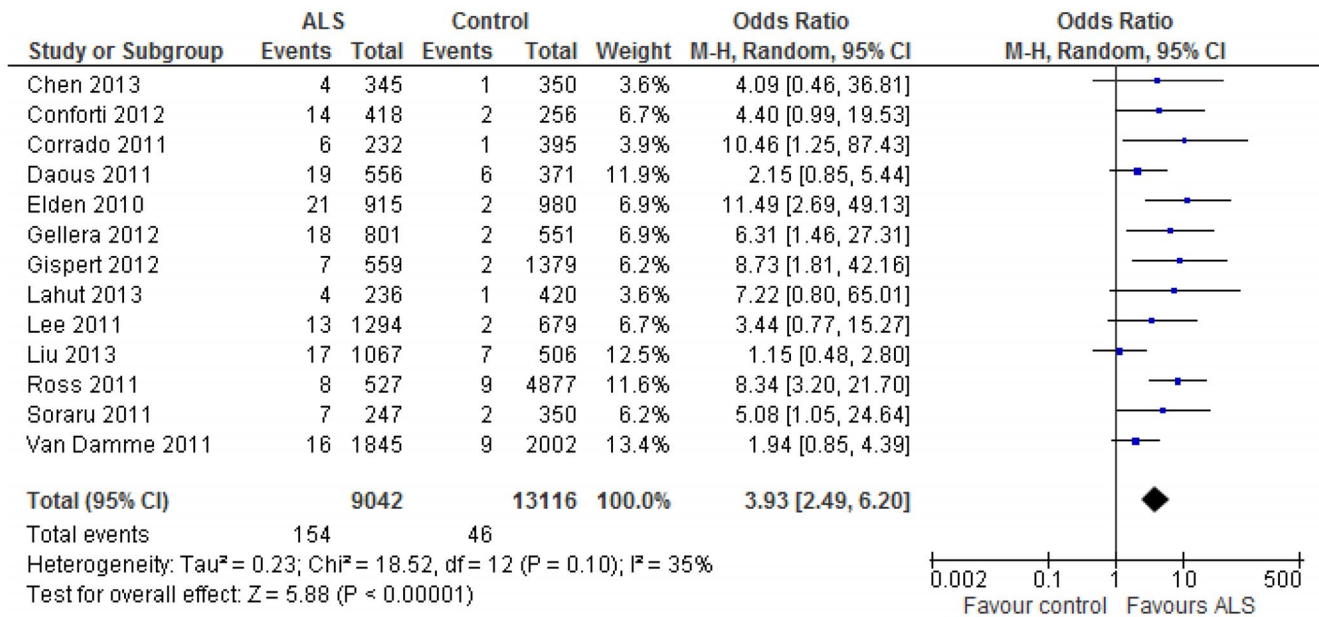 ALS Control Odds Ratio Odds Ratio
Study or Subgroup Events Total Events Total Weight M-H, Random, 95% CI M-H, Random, 95% CI
Chen 2013 4 345 1 350 3.6% 4.09 [0.46, 36.81]
Conforti 2012 14 418 2 256 6.7% 4.40 [0.99, 19.53]
Corrado 2011 6 232 1 395 3.9% 10.46 [1.25, 87.43]
Daous 2011 19 556 6 371 11.9% 2.15 [0.85, 5.44]
Elden 2010 21 915 2 980 6.9% 11.49 [2.69, 49.13]
Gellera 2012 18 801 2 551 6.9% 6.31 [1.46, 27.31]
Gispert 2012 7 559 2 1379 6.2% 8.73 [1.81, 42.16]
Lahut 2013 4 236 1 420 3.6% 7.22 [0.80, 65.01]
Lee 2011 13 1294 2 679 6.7% 3.44 [0.77, 15.27]
Liu 2013 17 1067 7 506 12.5% 1.15 [0.48, 2.80]
Ross 2011 8 527 9 4877 11.6% 8.34 [3.20, 21.70]
Soraru 2011 7 247 2 350 6.2% 5.08 [1.05, 24.64]
Van Damme 2011 16 1845 9 2002 13.4% 1.94 [0.85, 4.39]
Total (95% CI) 9042 13116 100.0% 3.93 [2.49, 6.20]
Total events 154 46
Heterogeneity: Tau² = 0.23; Chi² = 18.52, df = 12 (P = 0.10); I² = 35%
Test for overall effect: Z = 5.88 (P < 0.00001)
0.002 0.1 1 10 500
Favour control Favours ALS